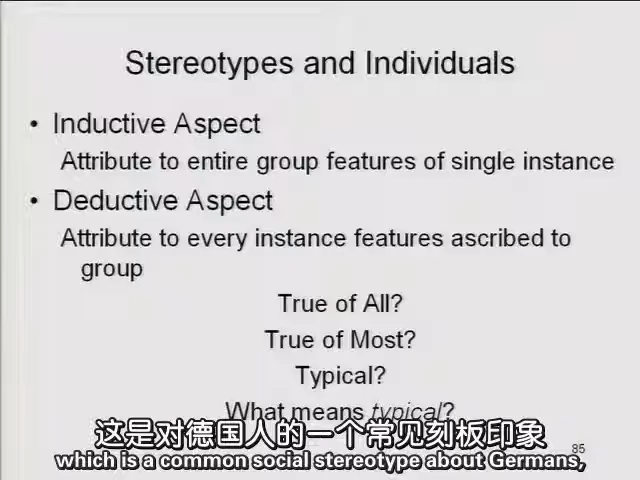 Stereotypes and Individuals
• Inductive Aspect
Attribute to entire group features of single instance
• Deductive Aspect
Attribute to every instance features ascribed to
group
True of All?
True of Most?
Typical?
What means typical?
这是对德国人的一个常见刻板印象
85
which is a common social stereotype about Germans,